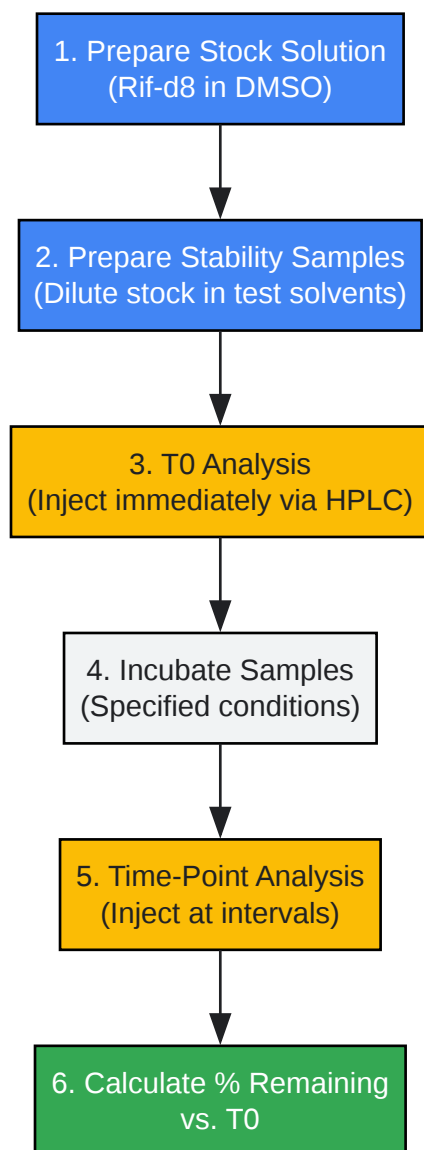 1. Prepare Stock Solution
(Rif-d8 in DMSO)
2. Prepare Stability Samples
(Dilute stock in test solvents)
3. T0 Analysis
(Inject immediately via HPLC)
4. Incubate Samples
(Specified conditions)
5. Time-Point Analysis
(Inject at intervals)
6. Calculate % Remaining
vs. T0